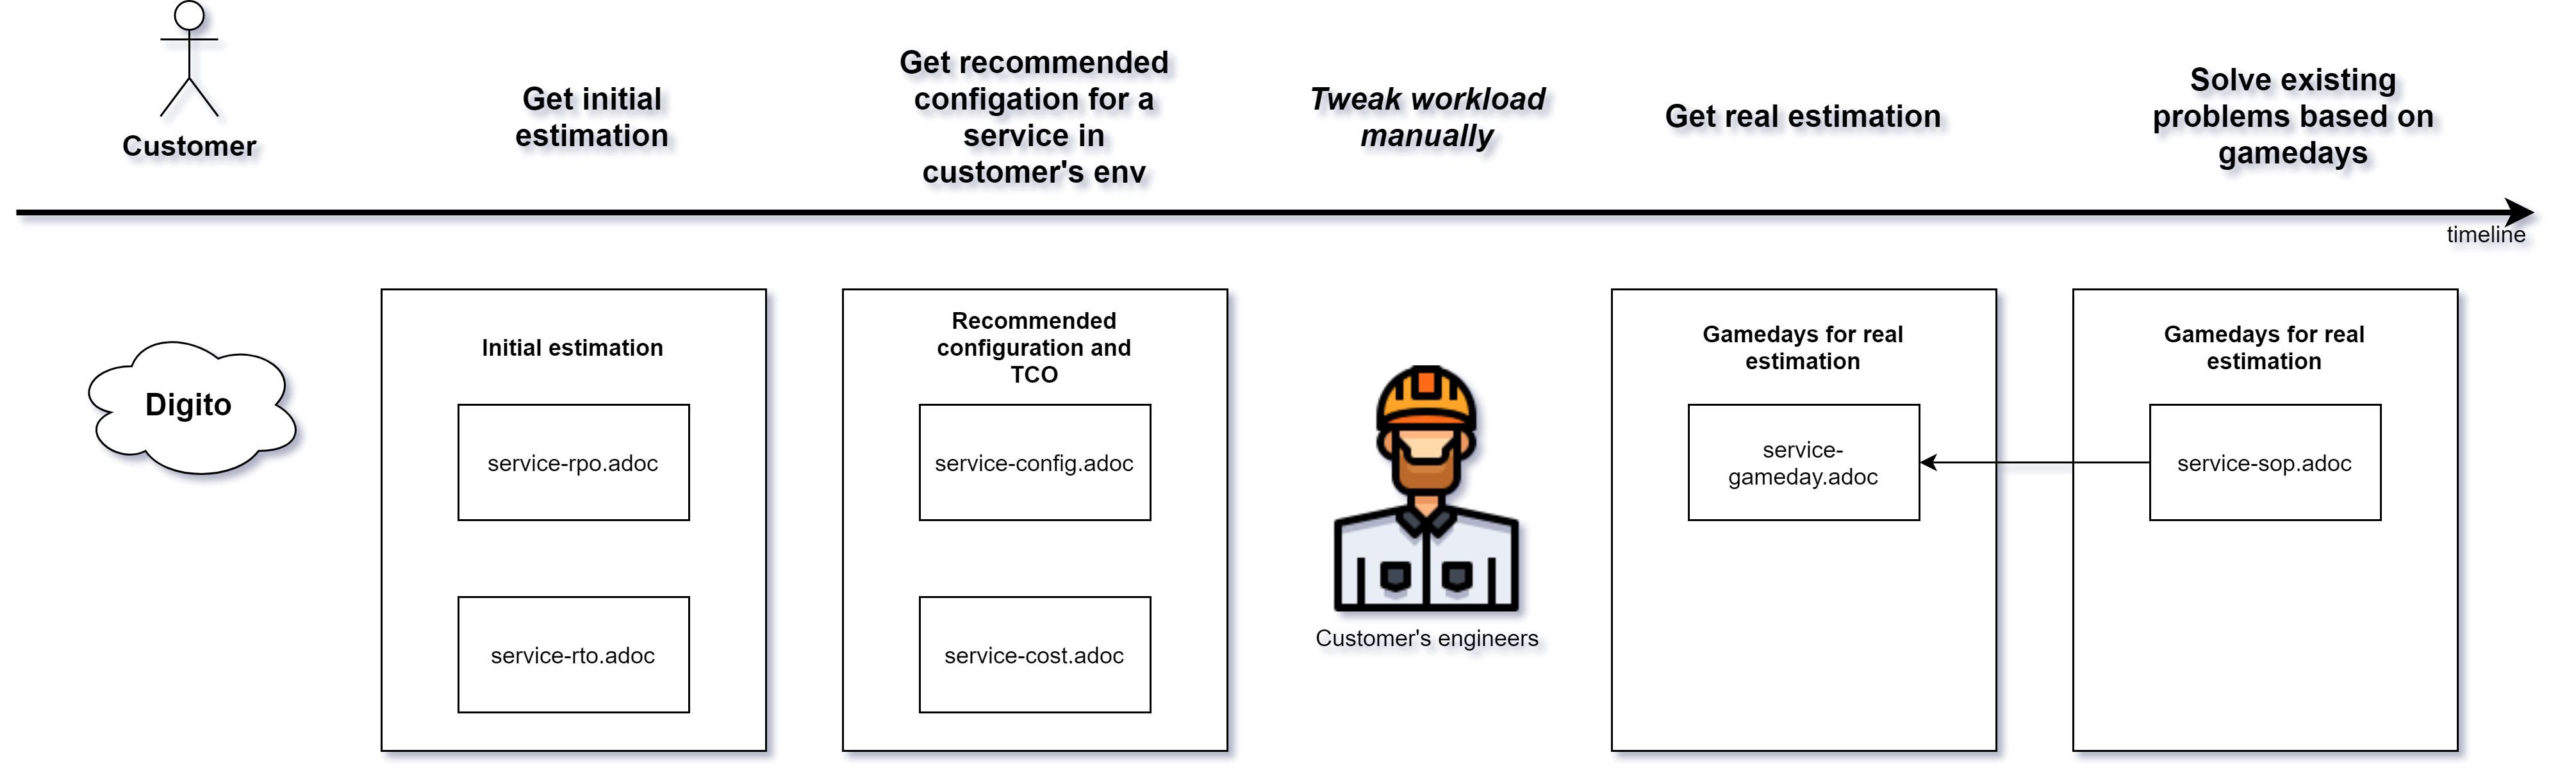 Customer
Get initial
estimation
Get recommended
configation for a
service in
customer's env
Tweak workload
manually
Get real estimation
Solve existing
problems based on
gamedays
timeline
Digito
Initial estimation
service-rpo.adoc
service-rto.adoc
Recommended
configuration and
TCO
service-config.adoc
service-cost.adoc
Customer's engineers
Gamedays for real
estimation
service-
gameday.adoc
Gamedays for real
estimation
service-sop.adoc